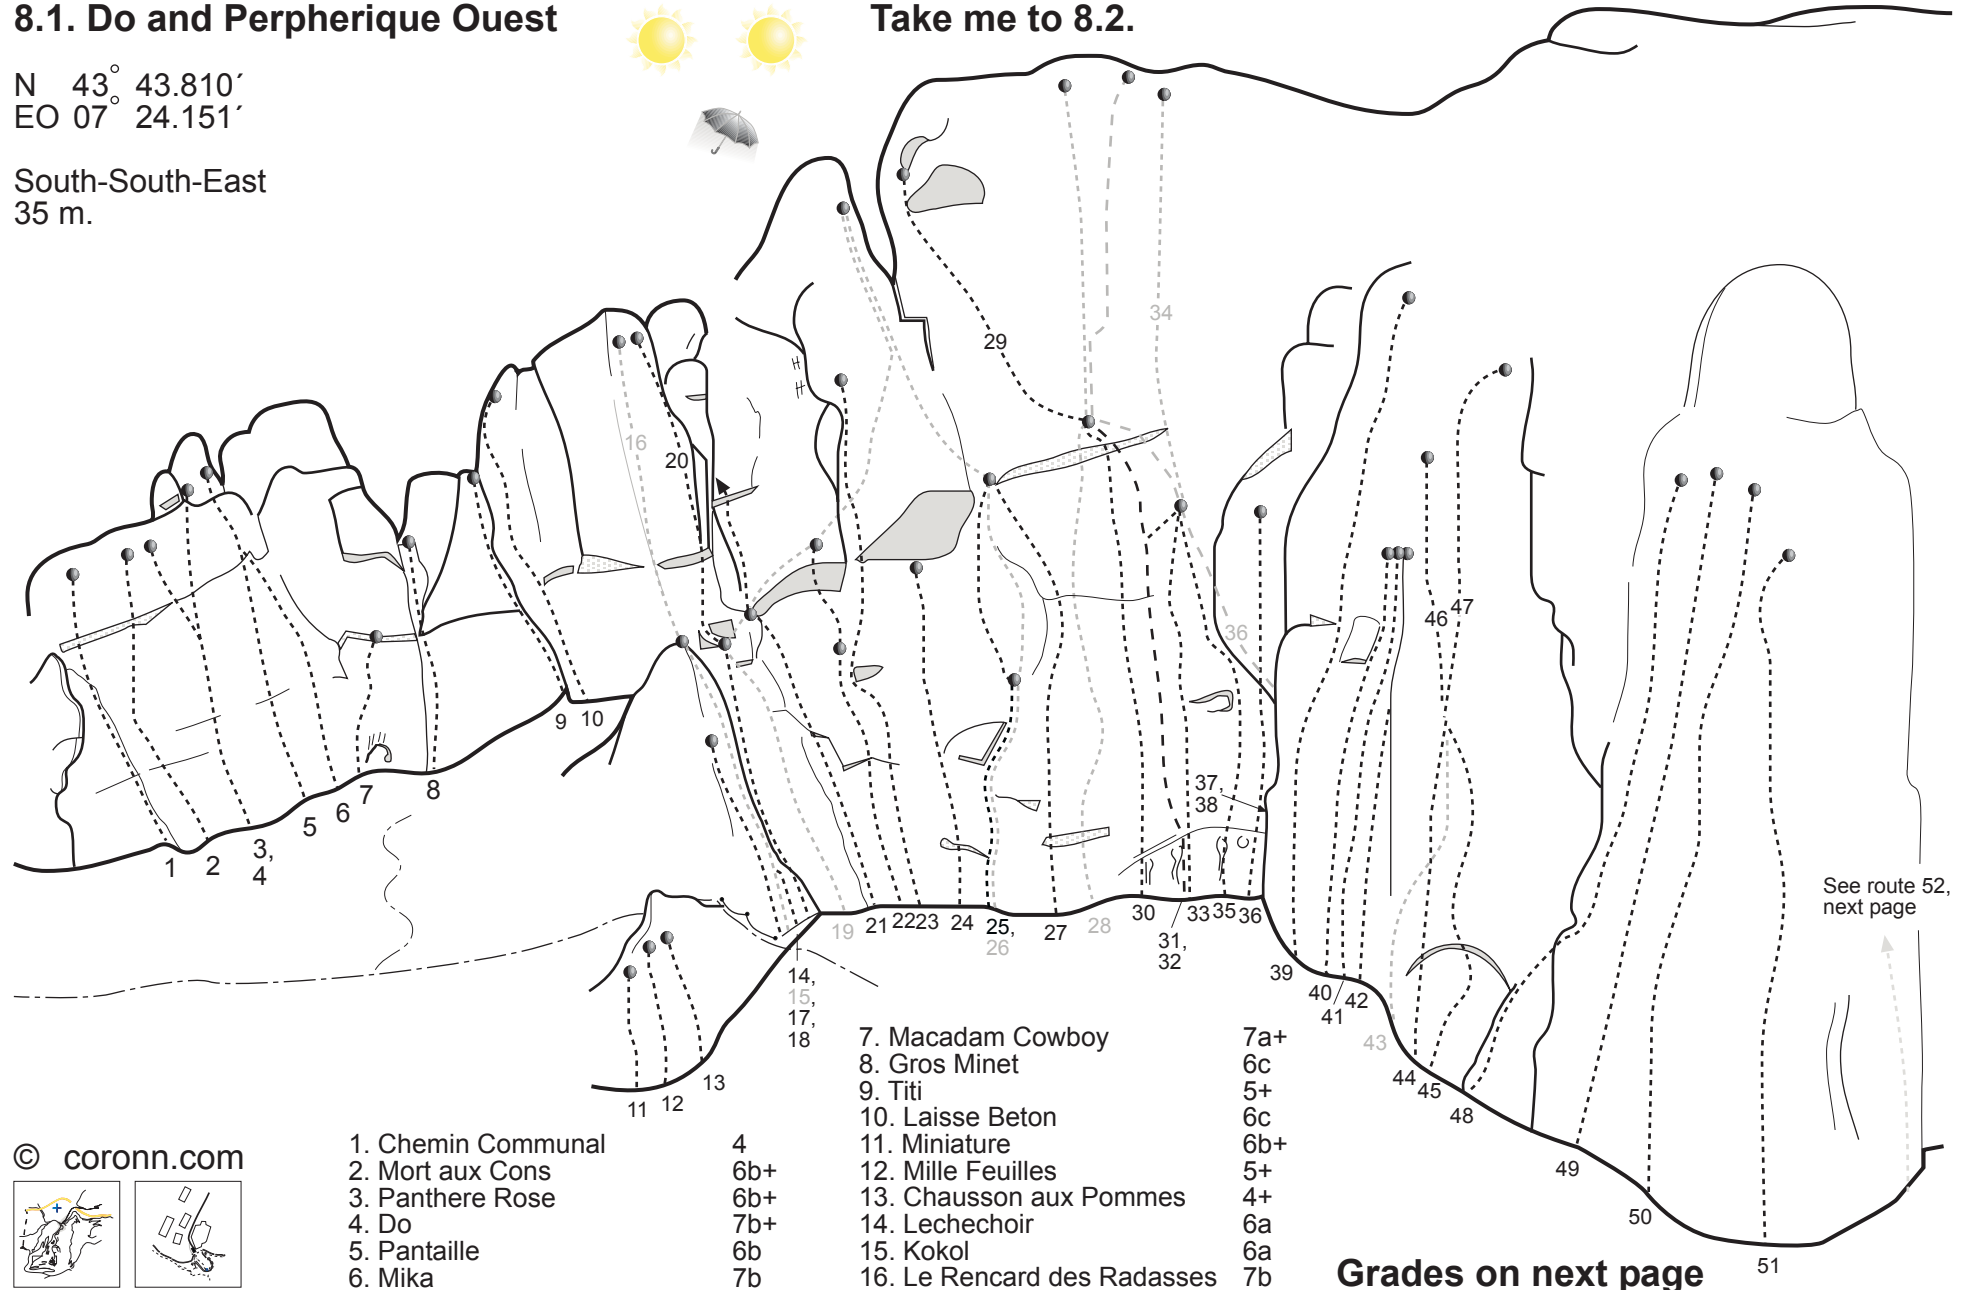 8.1. Do and Perpherique Ouest
Take me to 8.2.
N 43° 43.810´
EO 07° 24.151´
South-South-East
35 m.
29
34
16
20
46
47
36
9
10
7
8
6
5
3,
4
2
1
37,
38
See route 52,
next page
19
21
22
23
24
25,
26
27
28
30
31,
32
33
35
36
39
40
41
42
43
44
45
48
49
50
51
14,
15,
17,
18
11
12
13
© coronn.com
1. Chemin Communal 4
2. Mort aux Cons 6b+
3. Panthere Rose 6b+
4. Do 7b+
5. Pantaille 6b
6. Mika 7b
7. Macadam Cowboy 7a+
8. Gros Minet 6c
9. Titi 5+
10. Laisse Beton 6c
11. Miniature 6b+
12. Mille Feuilles 5+
13. Chausson aux Pommes 4+
14. Lechechoir 6a
15. Kokol 6a
16. Le Rencard des Radasses 7b
Grades on next page